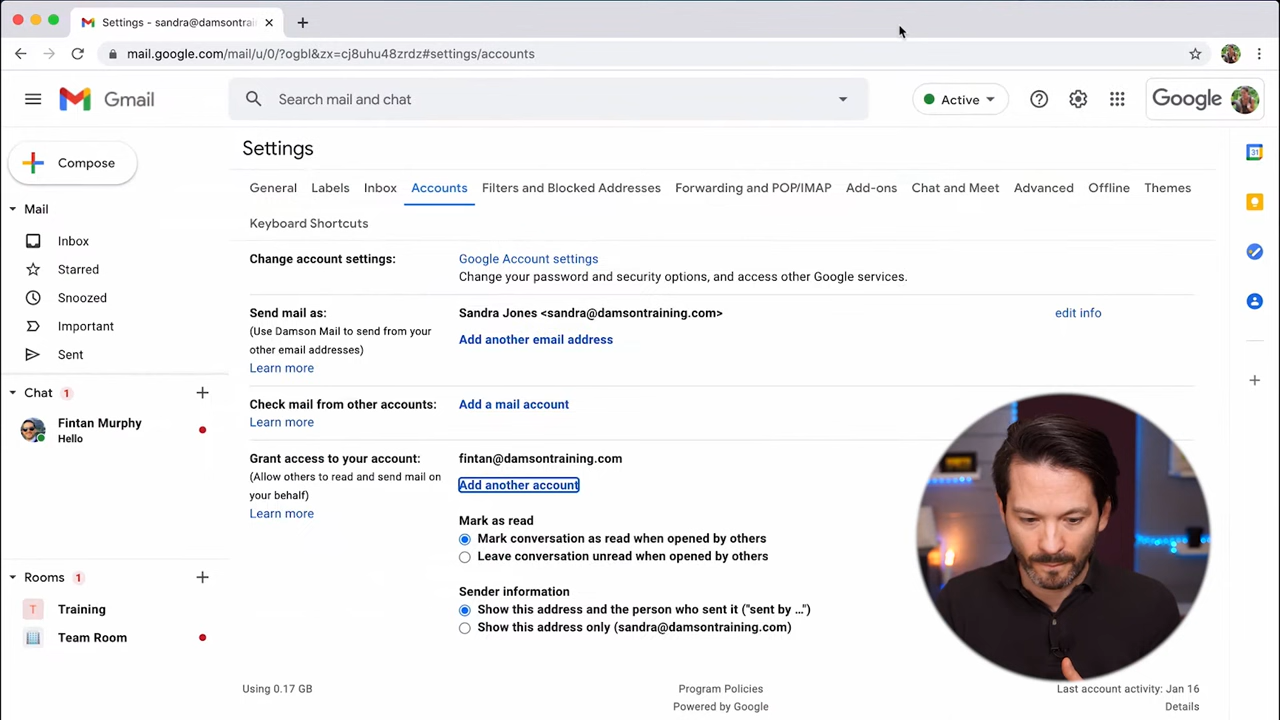 Settings - sandra@damsontrai
mail.google.com/mail/u/0/?ogbl&zx=cj8uhu48zrdz#settings/accounts
Gmail
Search mail and chat
Active
Google
Compose
Mail
Inbox
Starred
Snoozed
Important
Sent
Chat 1
Fintan Murphy
Hello
Rooms 1
T Training
Team Room
Settings
General Labels Inbox Accounts Filters and Blocked Addresses Forwarding and POP/IMAP Add-ons Chat and Meet Advanced Offline Themes
Keyboard Shortcuts
Change account settings: Google Account settings
Change your password and security options, and access other Google services.
Send mail as: Sandra Jones <sandra@damsontraining.com> edit info
(Use Damson Mail to send from your
other email addresses)
Add another email address
Learn more
Check mail from other accounts: Add a mail account
Learn more
Grant access to your account: fintan@damsontraining.com
(Allow others to read and send mail on
your behalf)
Add another account
Learn more
Mark as read
Mark conversation as read when opened by others
Leave conversation unread when opened by others
Sender information
Show this address and the person who sent it ("sent by ...")
Show this address only (sandra@damsontraining.com)
Using 0.17 GB
Program Policies
Powered by Google
Last account activity: Jan 16
Details
31